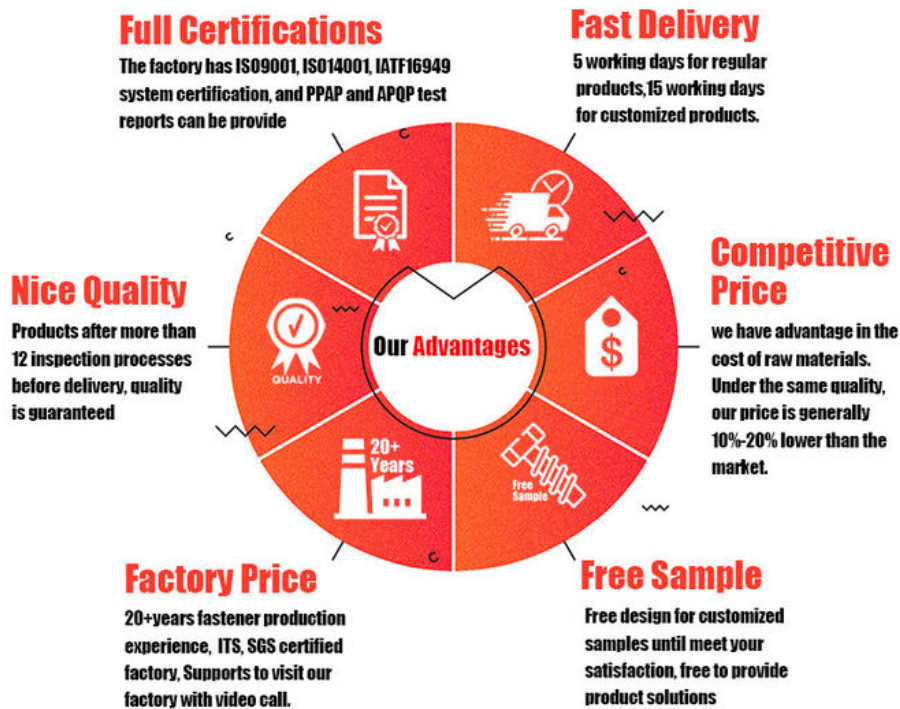 Full Certifications
The factory has ISO9001, ISO14001, IATF16949
system certification, and PPAP and APQP test
reports can be provide
Fast Delivery
5 working days for regular
products,15 working days
for customized products.
Nice Quality
Products after more than
12 inspection processes
before delivery, quality
is guaranteed
QUALITY
Our Advantages
Competitive
Price
we have advantage in the
cost of raw materials.
Under the same quality,
our price is generally
10%-20% lower than the
market.
$
20+
Years
Free
Sample
Factory Price
20+years fastener production
experience, ITS, SGS certified
factory, Supports to visit our
factory with video call.
Free Sample
Free design for customized
samples until meet your
satisfaction, free to provide
product solutions